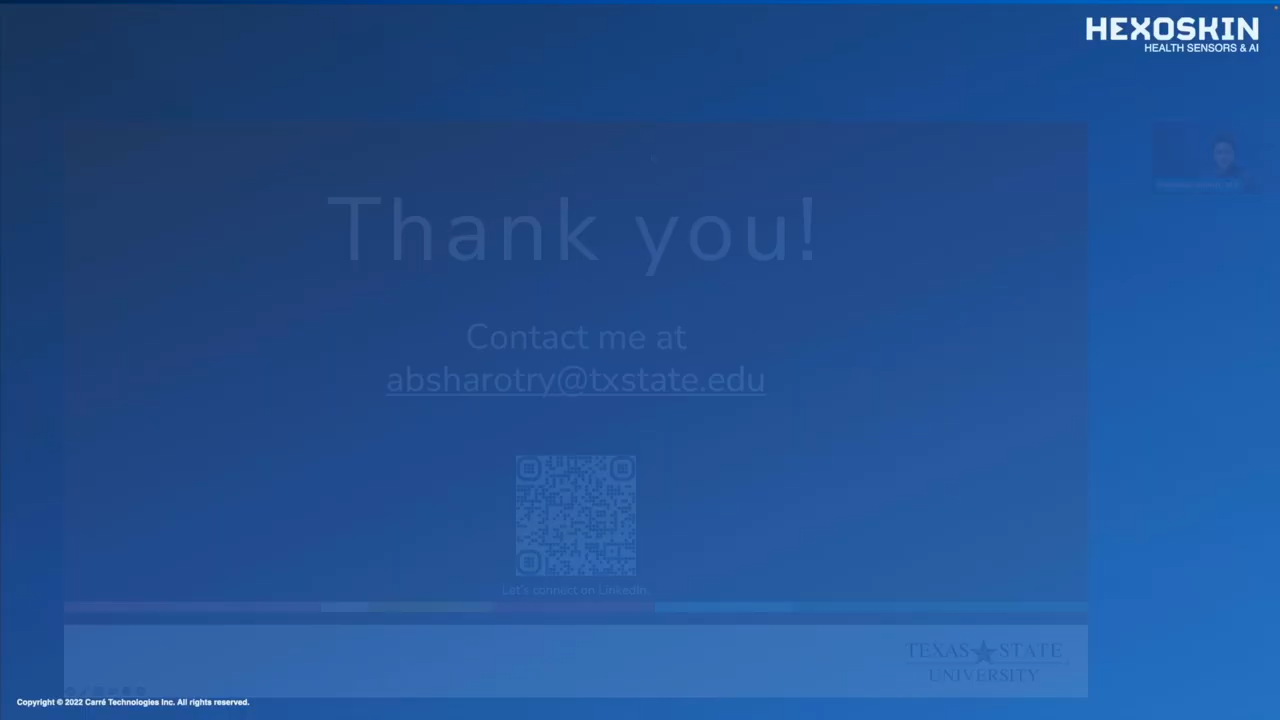 HEXOSKIN
HEALTH SENSORS & AI
Thank you!
Contact me at
absharotry@txstate.edu
Let's connect on LinkedIn.
TEXAS STATE
UNIVERSITY
Copyright © 2022 Carré Technologies Inc. All rights reserved.